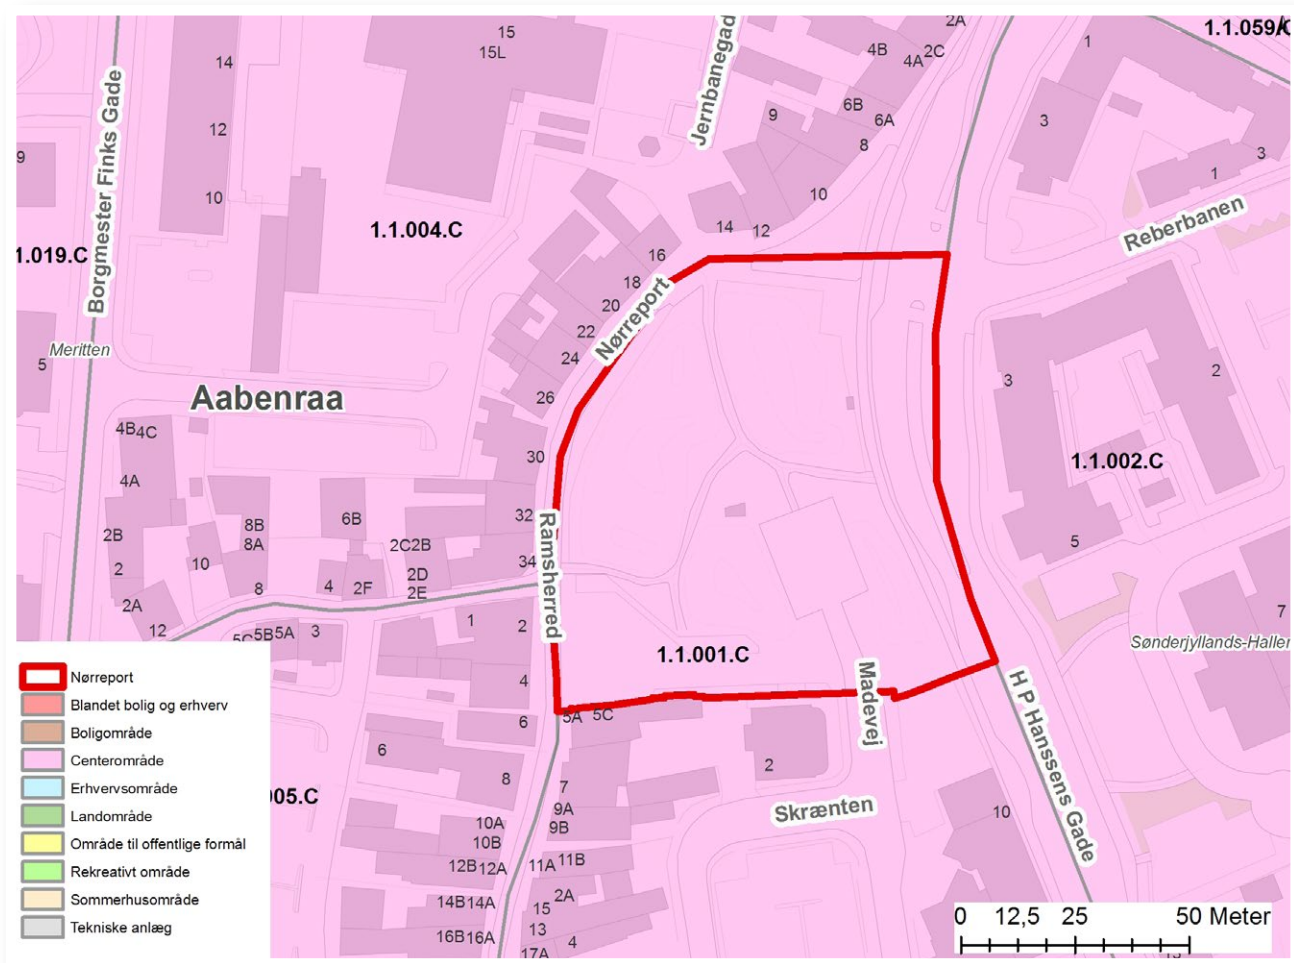 15
15L
14
12
10
9
Borgmester Finks Gade
1.019.C
5
Meritten
1.1.004.C
Aabenraa
Jernbanegad
2A
4B
2C
4A
6B
6A
9
8
10
14
12
1.1.059.
1
3
3
1
Reberbanen
16
18
20
22
24
26
30
32
34
Nørreport
Ramsherred
3
2
1.1.002.C
5
7
Sønderjyllands-Haller
4B
4C
4A
2B
2
2A
12
10
8B
8A
8
6B
4
2F
2C
2B
2D
2E
5C
5B
5A
3
1
2
4
6
6
8
1.1.001.C
Madevej
H P Hanssens Gade
5A
5C
7
2
Skrænten
9A
9B
10
10A
10B
12B
12A
11A
11B
14B
14A
2A
15
13
16B
16A
17A
4
005.C
Nørreport
Blandet bolig og erhverv
Boligområde
Centerområde
Erhvervsområde
Landområde
Område til offentlige formål
Rekreativt område
Sommerhusområde
Tekniske anlæg
0 12,5 25 50 Meter